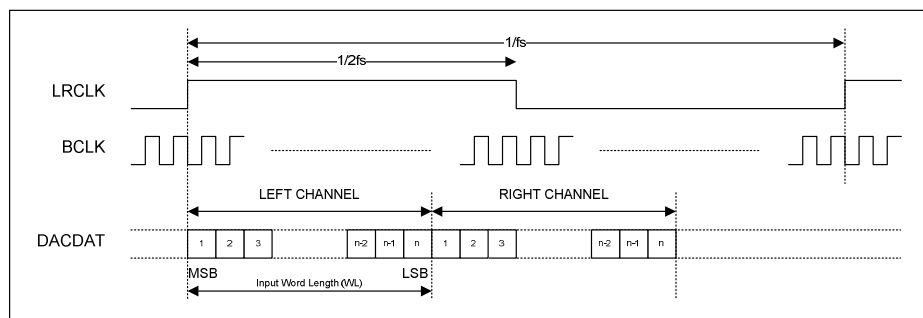 1/fs
1/2fs
LRCLK
BCLK
LEFT CHANNEL RIGHT CHANNEL
DACDAT 1 2 3 n-2 n-1 n 1 2 3 n-2 n-1 n
MSB LSB
Input Word Length (WL)